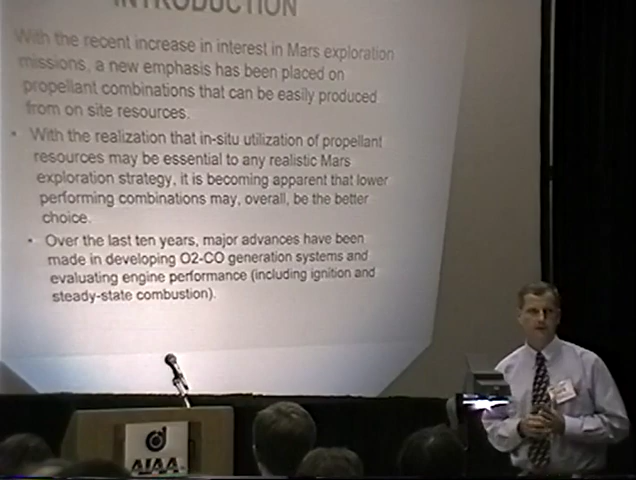 INTRODUCTION
With the recent increase in interest in Mars exploration
missions, a new emphasis has been placed on
propellant combinations that can be easily produced
from on site resources.
• With the realization that in-situ utilization of propellant
resources may be essential to any realistic Mars
exploration strategy, it is becoming apparent that lower
performing combinations may, overall, be the better
choice.
• Over the last ten years, major advances have been
made in developing O2-CO generation systems and
evaluating engine performance (including ignition and
steady-state combustion).
AIAA